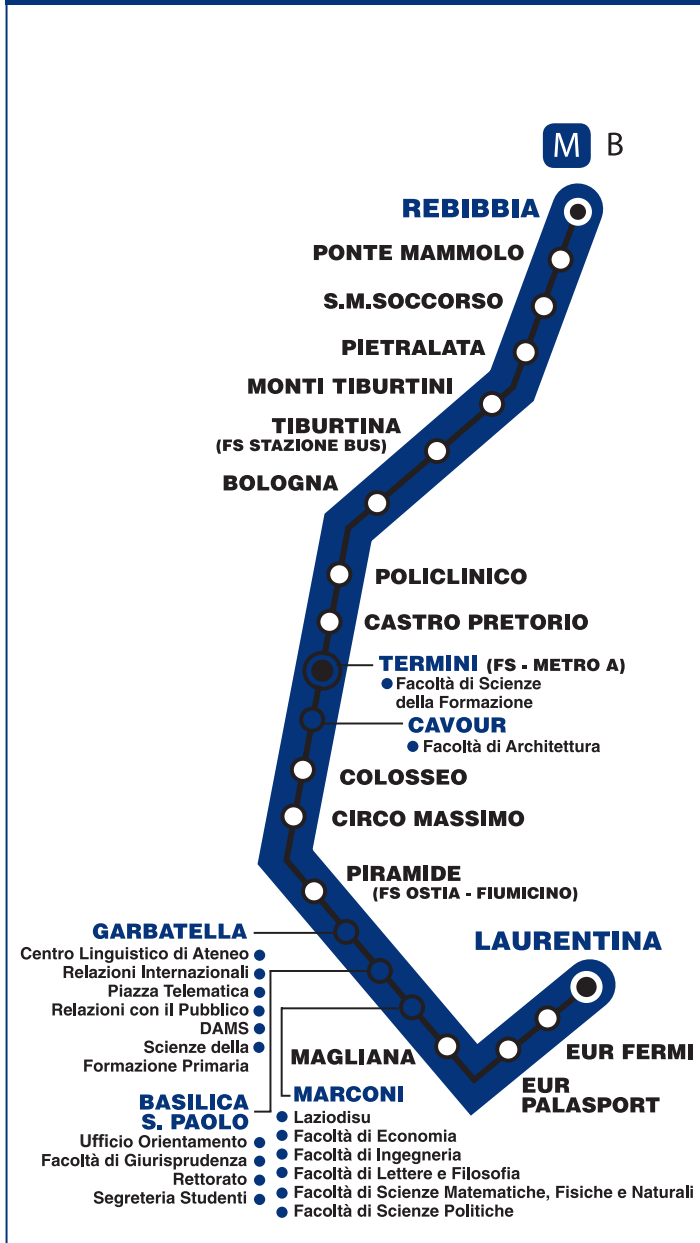 M B
REBIBBIA
PONTE MAMMOLO
S.M.SOCCORSO
PIETRALATA
MONTI TIBURTINI
TIBURTINA
(FS STAZIONE BUS)
BOLOGNA
POLICLINICO
CASTRO PRETORIO
TERMINI (FS - METRO A)
Facoltà di Scienze
della Formazione
CAVOUR
Facoltà di Architettura
COLOSSEO
CIRCO MASSIMO
PIRAMIDE
(FS OSTIA - FIUMICINO)
GARBATELLA
Centro Linguistico di Ateneo
Relazioni Internazionali
Piazza Telematica
Relazioni con il Pubblico
DAMS
Scienze della
Formazione Primaria
BASILICA
S. PAOLO
Ufficio Orientamento
Facoltà di Giurisprudenza
Rettorato
Segreteria Studenti
MARCONI
Laziodisu
Facoltà di Economia
Facoltà di Ingegneria
Facoltà di Lettere e Filosofia
Facoltà di Scienze Matematiche, Fisiche e Naturali
Facoltà di Scienze Politiche
MAGLIANA
EUR
PALASPORT
EUR FERMI
LAURENTINA